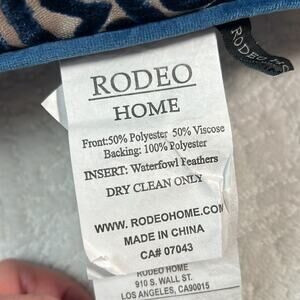 RODEO
HOME
Front:50% Polyester 50% Viscose
Backing: 100% Polyester
INSERT: Waterfowl Feathers
DRY CLEAN ONLY
WWW. RODEOHOME.COM
MADE IN CHINA
CA# 07043
RODEO HOME
910 S. WALL ST.
LOS ANGELES, CA90015
RODEO